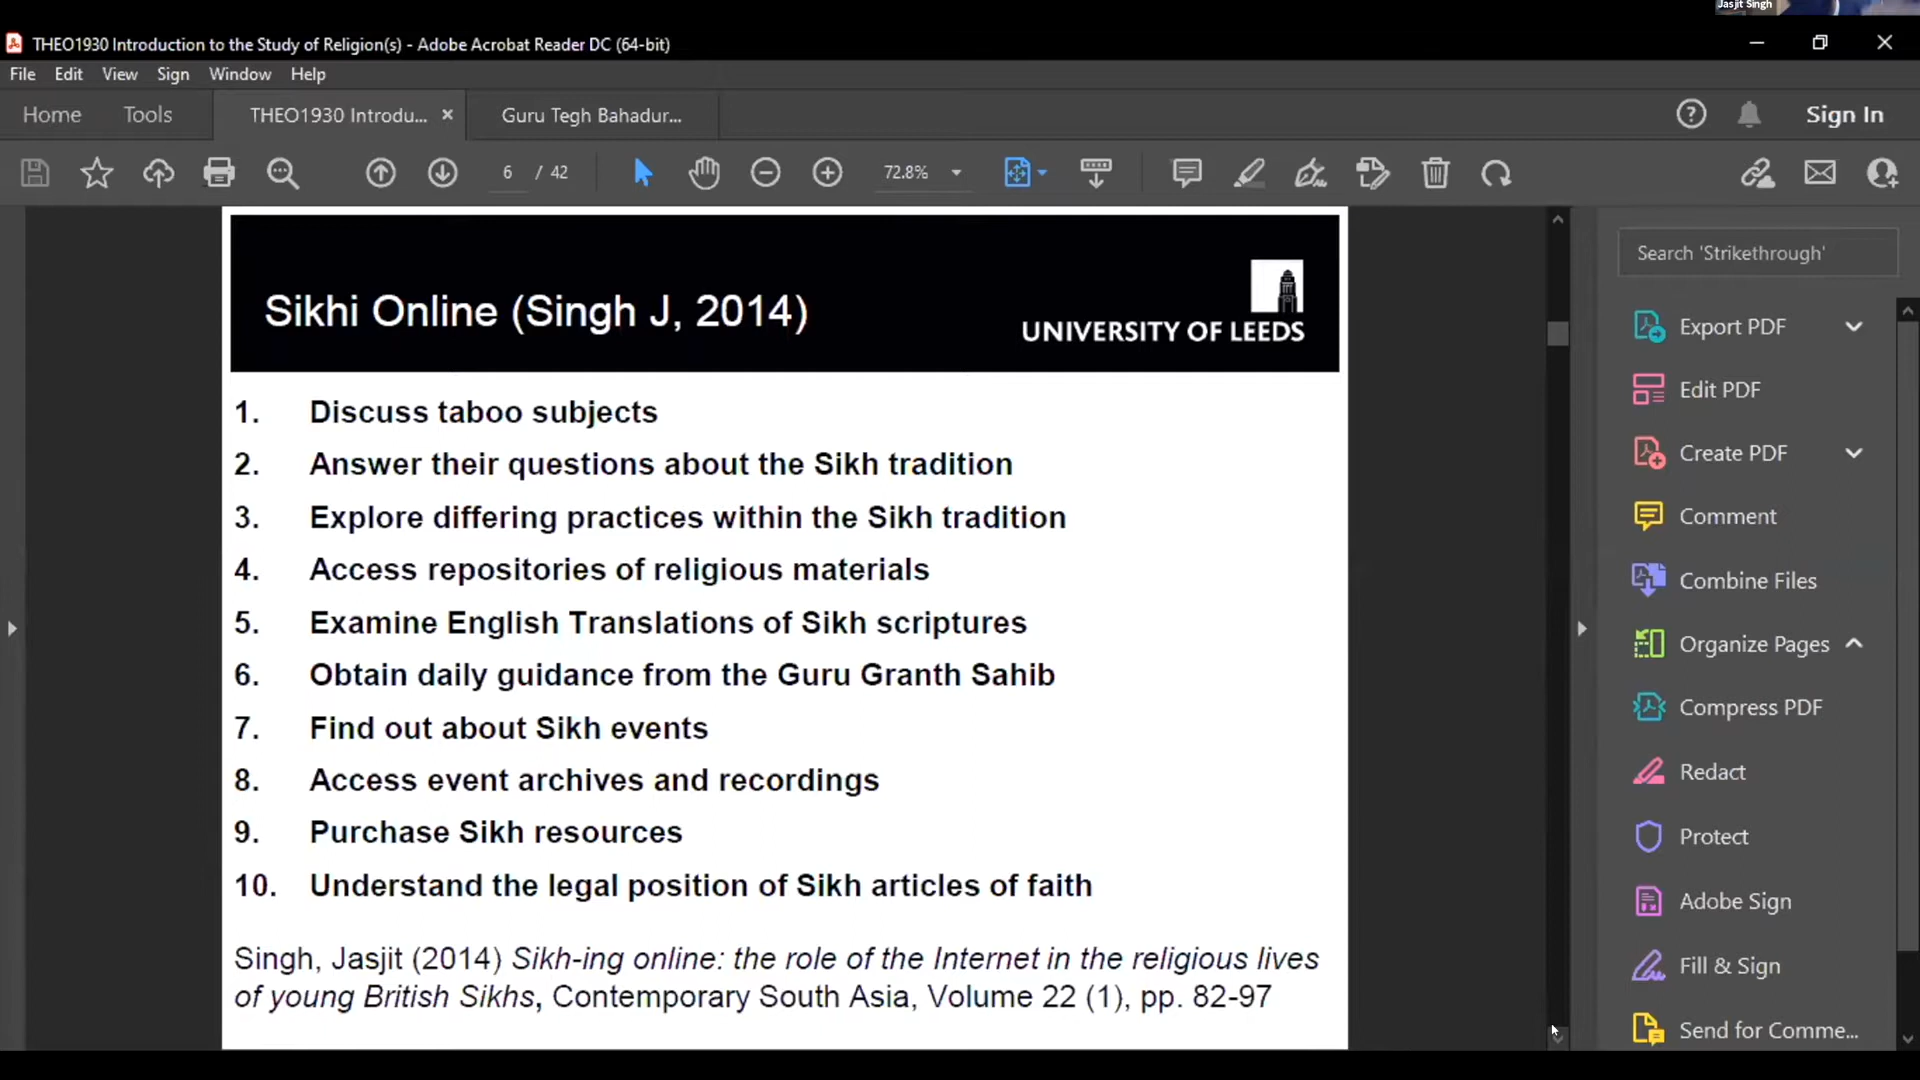 Jasjit Singh
THEO1930 Introduction to the Study of Religion(s) - Adobe Acrobat Reader DC (64-bit)
File Edit View Sign Window Help
Home Tools THEO1930 Introdu... × Guru Tegh Bahadur... Sign In
6 / 42 72.8%
Search 'Strikethrough'
Sikhi Online (Singh J, 2014)
UNIVERSITY OF LEEDS
1. Discuss taboo subjects
2. Answer their questions about the Sikh tradition
3. Explore differing practices within the Sikh tradition
4. Access repositories of religious materials
5. Examine English Translations of Sikh scriptures
6. Obtain daily guidance from the Guru Granth Sahib
7. Find out about Sikh events
8. Access event archives and recordings
9. Purchase Sikh resources
10. Understand the legal position of Sikh articles of faith
Singh, Jasjit (2014) Sikh-ing online: the role of the Internet in the religious lives
of young British Sikhs, Contemporary South Asia, Volume 22 (1), pp. 82-97
Export PDF
Edit PDF
Create PDF
Comment
Combine Files
Organize Pages
Compress PDF
Redact
Protect
Adobe Sign
Fill & Sign
Send for Comme...